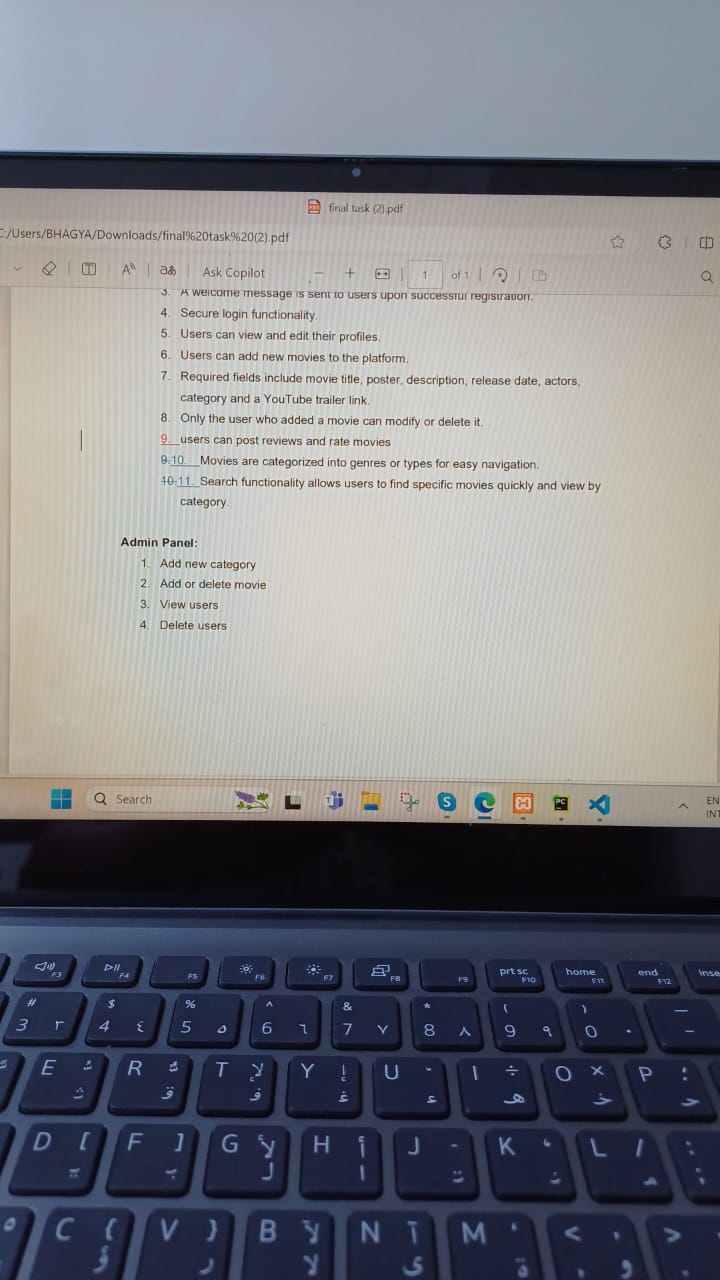 final task (2).pdf
C:/Users/BHAGYA/Downloads/final%20task%20(2).pdf
Ask Copilot
1 of 1
3. A welcome message is sent to users upon successful registration.
4. Secure login functionality.
5. Users can view and edit their profiles.
6. Users can add new movies to the platform.
7. Required fields include movie title, poster, description, release date, actors,
category and a YouTube trailer link.
8. Only the user who added a movie can modify or delete it.
9. users can post reviews and rate movies
9.10. Movies are categorized into genres or types for easy navigation.
10.11. Search functionality allows users to find specific movies quickly and view by
category.
Admin Panel:
1. Add new category
2. Add or delete movie
3. View users
4. Delete users
Search
EN
INT
F3 F4 F5 F6 F7 F8 F9 prt sc F10 home F11 end F12 Inse
# $ % ^ & * ( ) —
3 ٣ 4 ٤ 5 ٥ 6 ٦ 7 ٧ 8 ٨ 9 ٩ 0 ٠ -
E R T Y U I O P
D F G H J K L
C V B N M < >